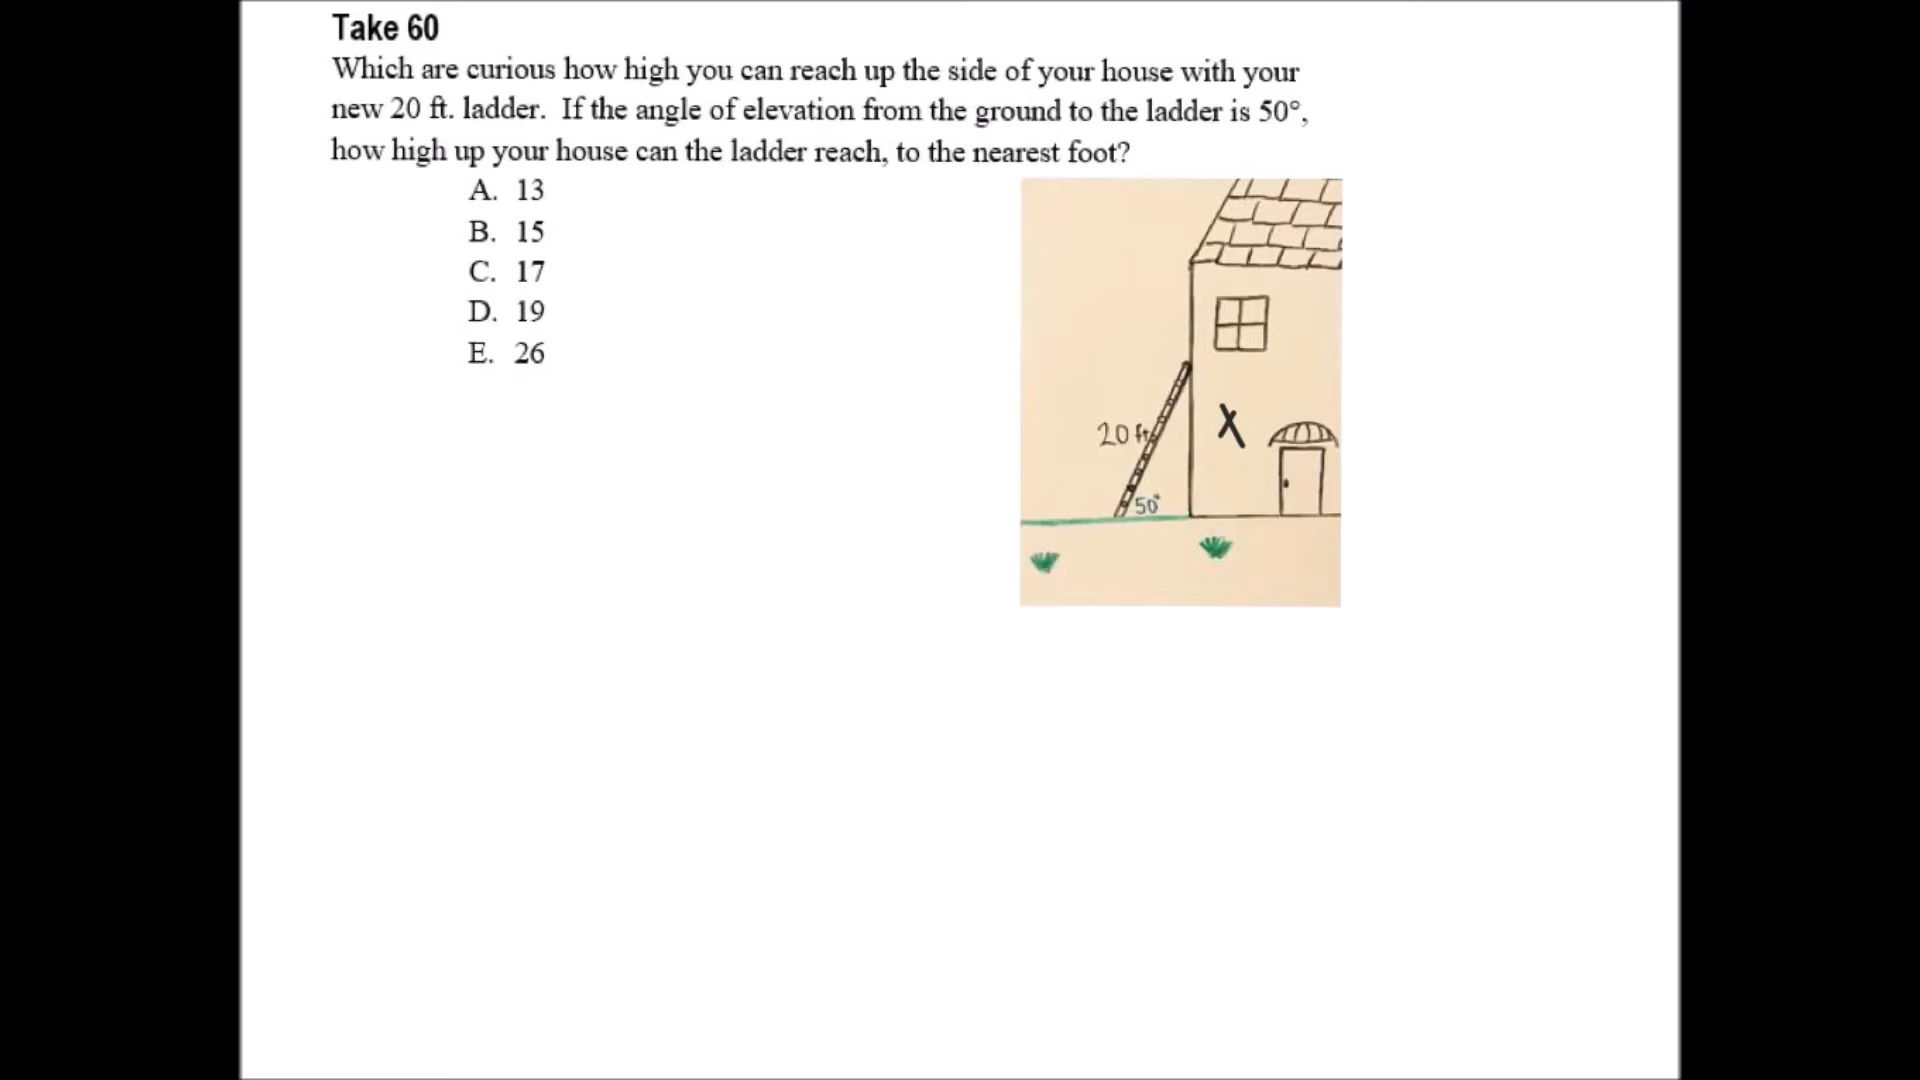 Take 60
Which are curious how high you can reach up the side of your house with your
new 20 ft. ladder. If the angle of elevation from the ground to the ladder is 50°,
how high up your house can the ladder reach, to the nearest foot?
A. 13
B. 15
C. 17
D. 19
E. 26
20 ft.
X
50°